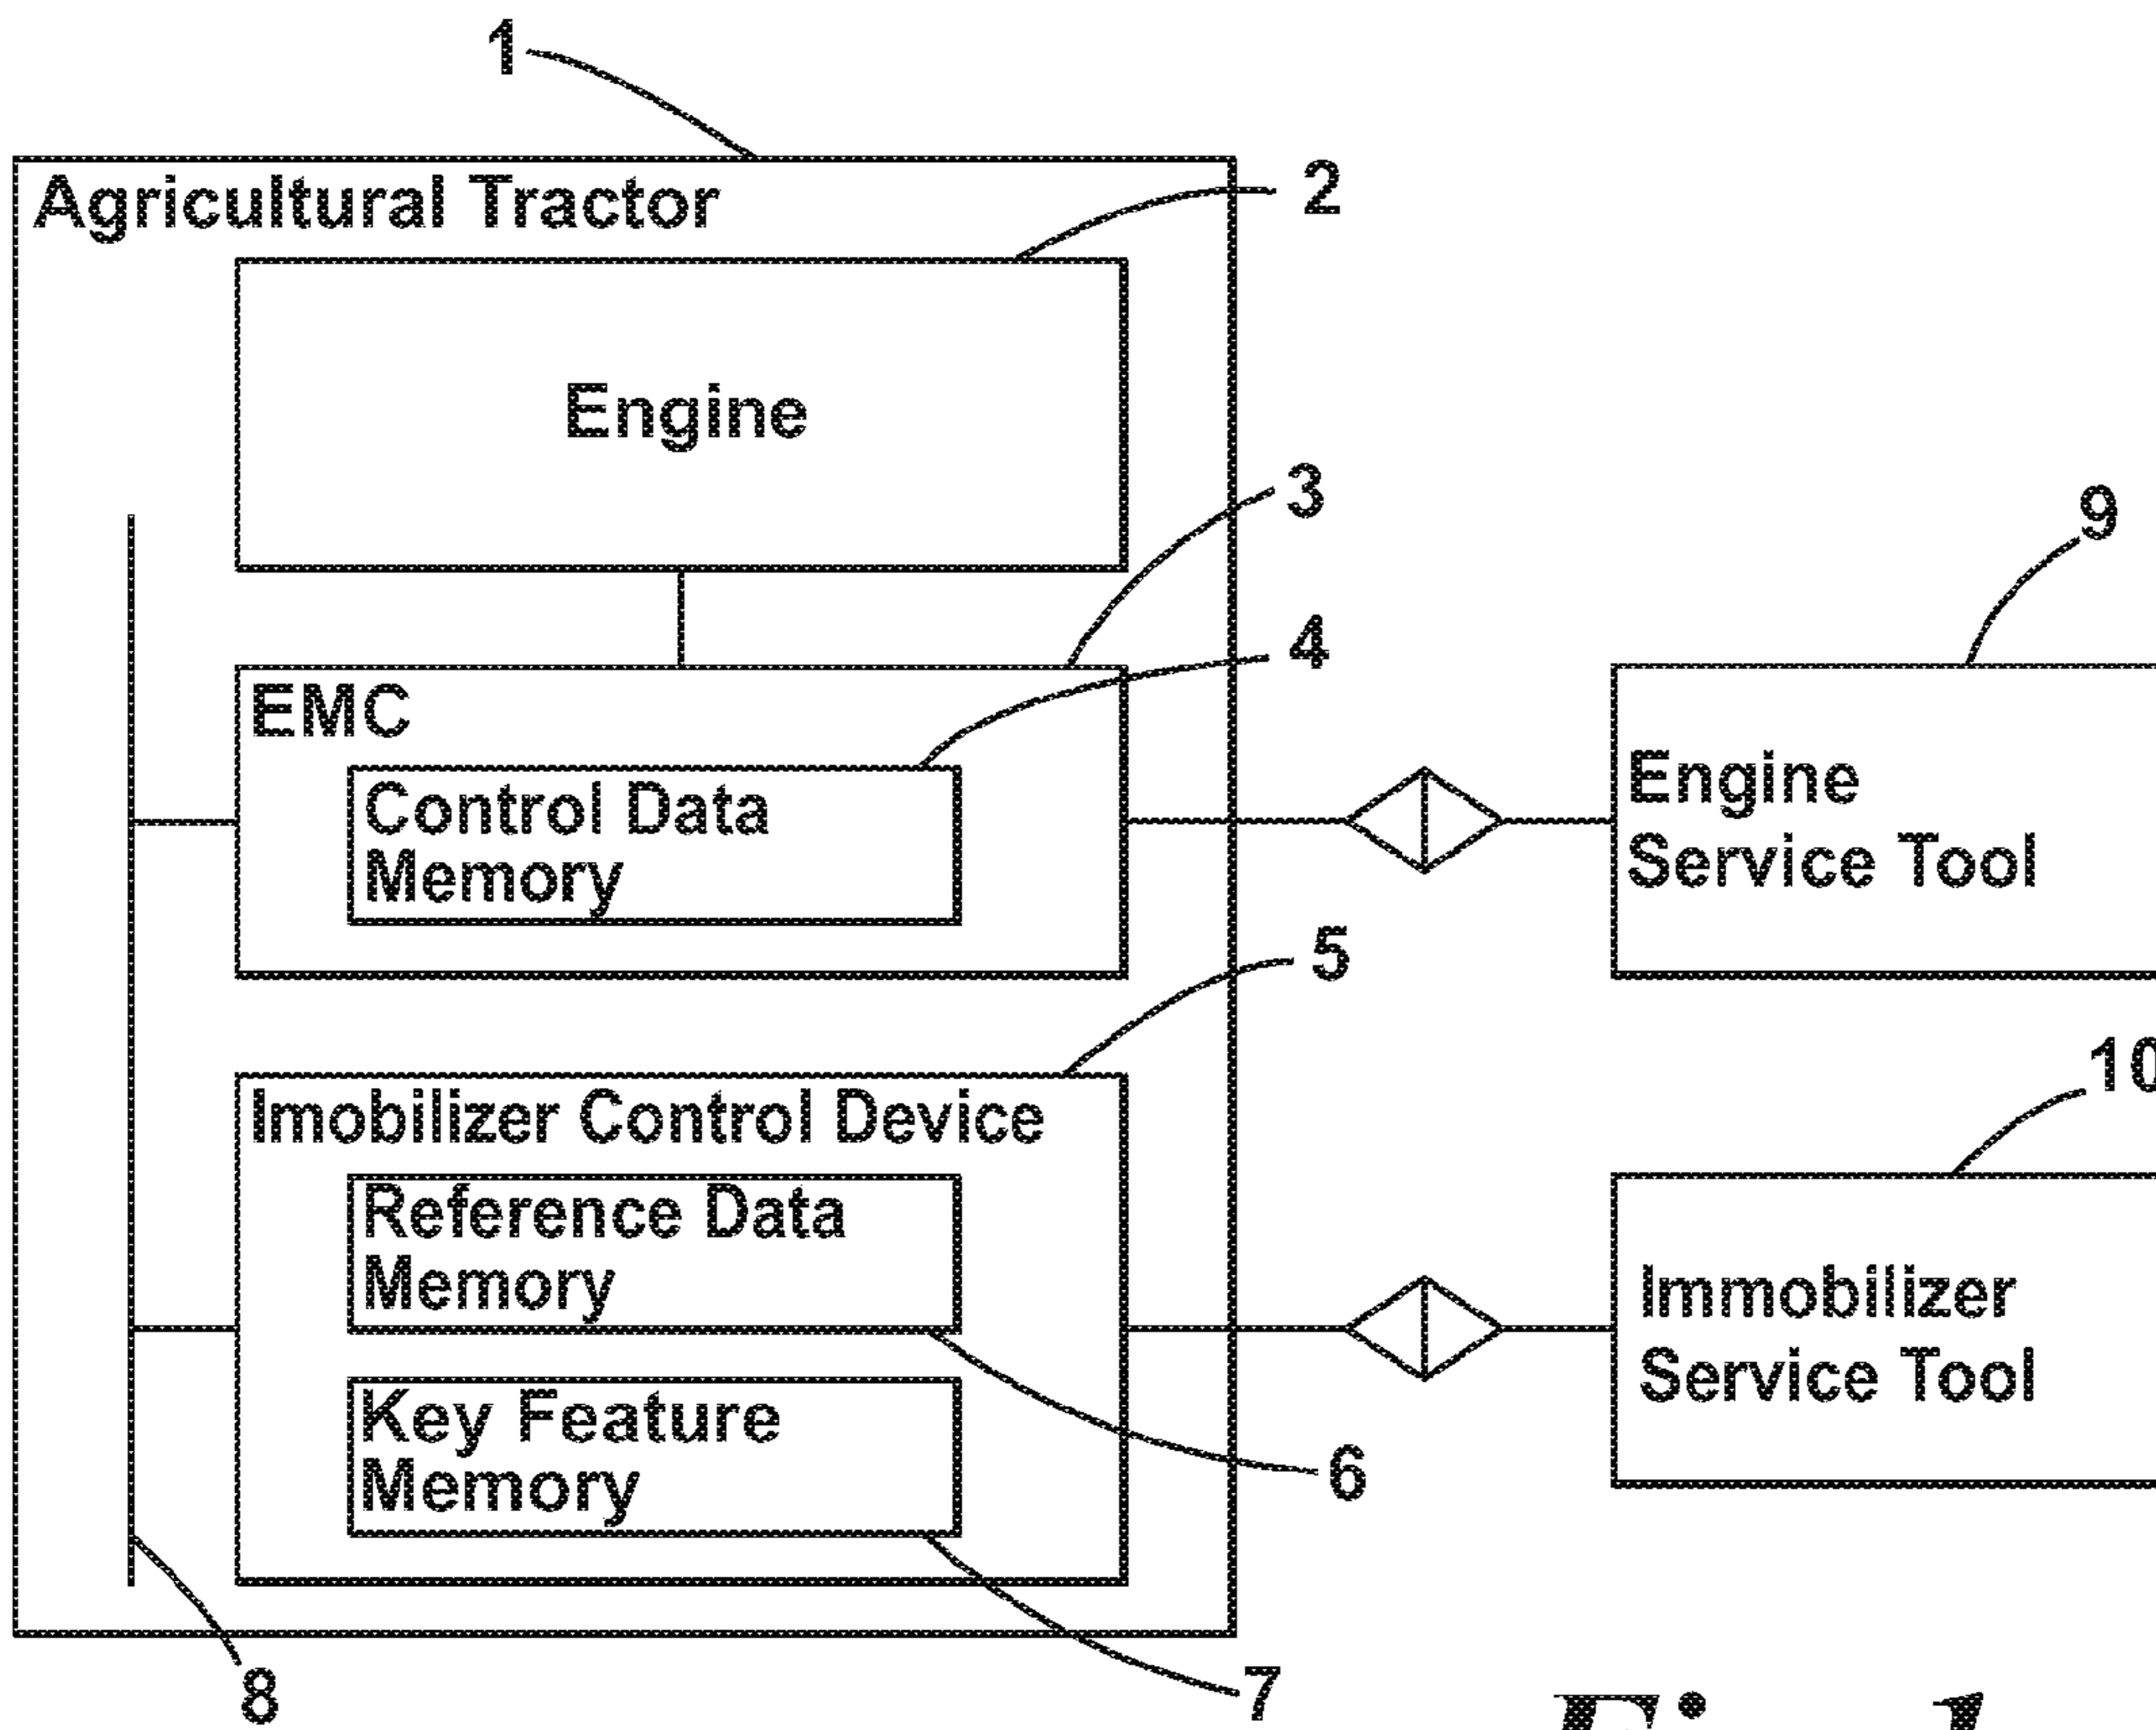 1
Agricultural Tractor
2
Engine
3
9
4
EMC
Control Data
Memory
Engine
Service Tool
5
10
Imobilizer Control Device
Reference Data
Memory
Immobilizer
Service Tool
Key Feature
Memory
6
8
7